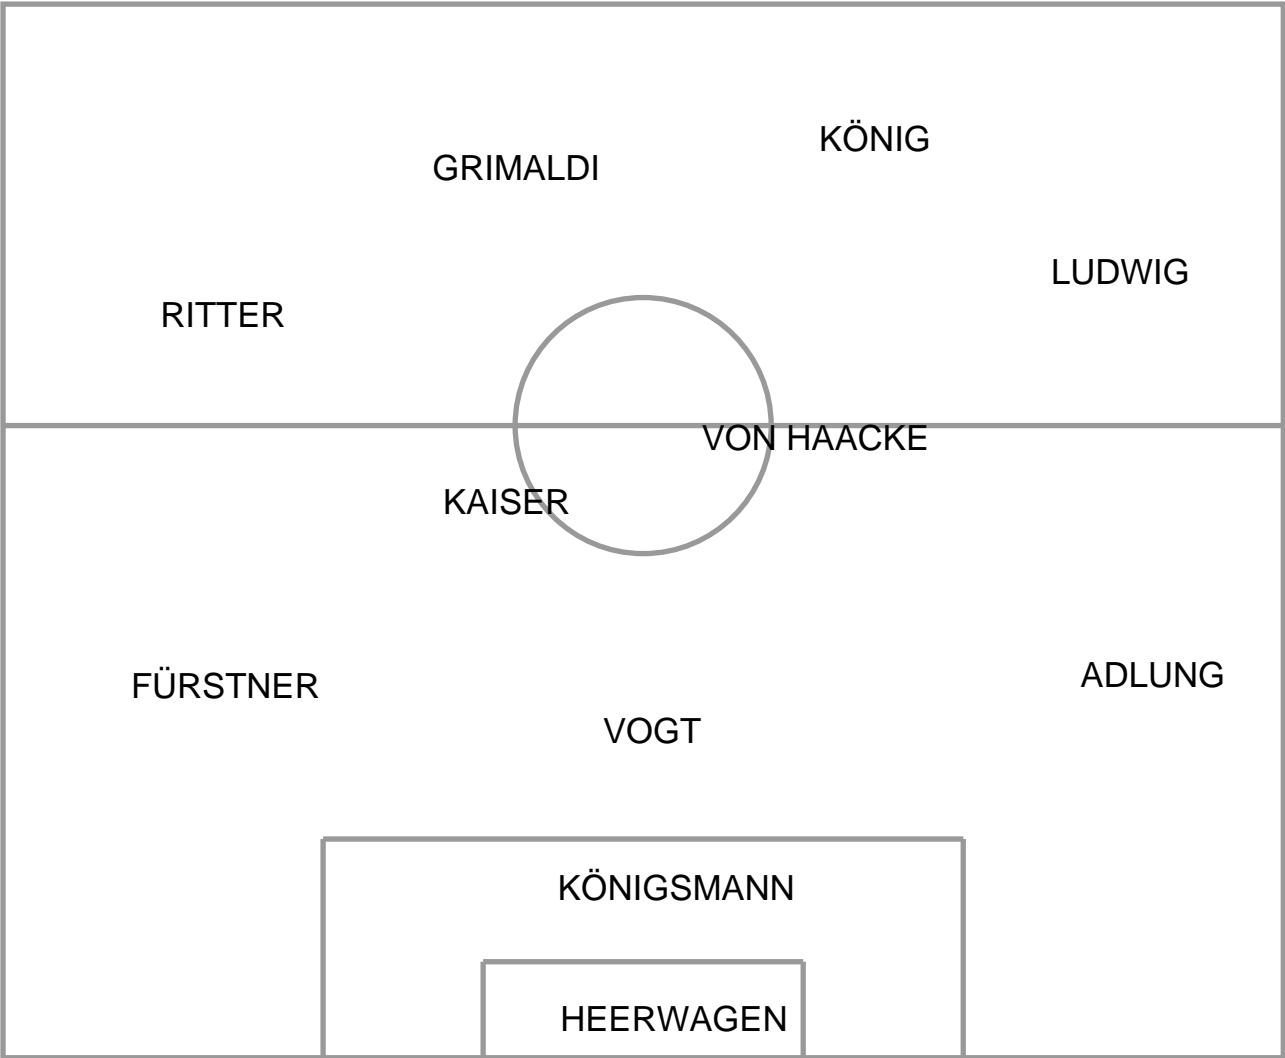 KÖNIG
GRIMALDI
LUDWIG
RITTER
VON HAACKE
KAISER
ADLUNG
FÜRSTNER
VOGT
KÖNIGSMANN
HEERWAGEN